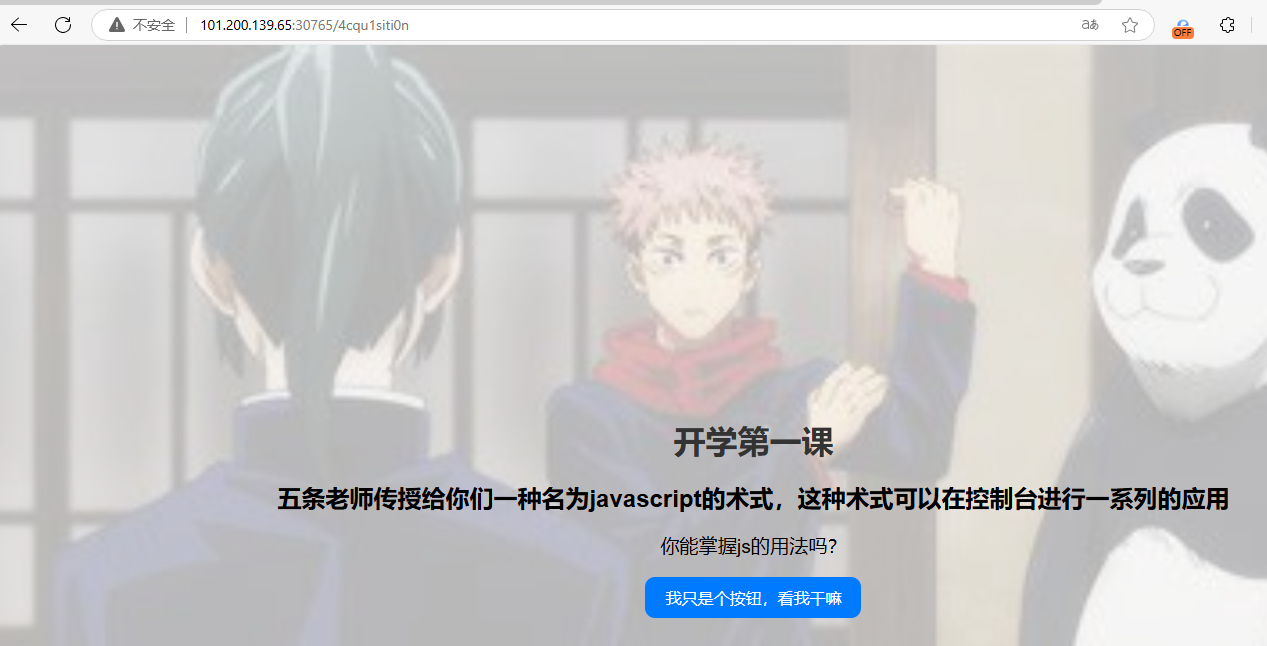 不安全 101.200.139.65:30765/4cqu1siti0n
aあ
OFF
开学第一课
五条老师传授给你们一种名为javascript的术式，这种术式可以在控制台进行一系列的应用
你能掌握js的用法吗?
我只是个按钮，看我干嘛